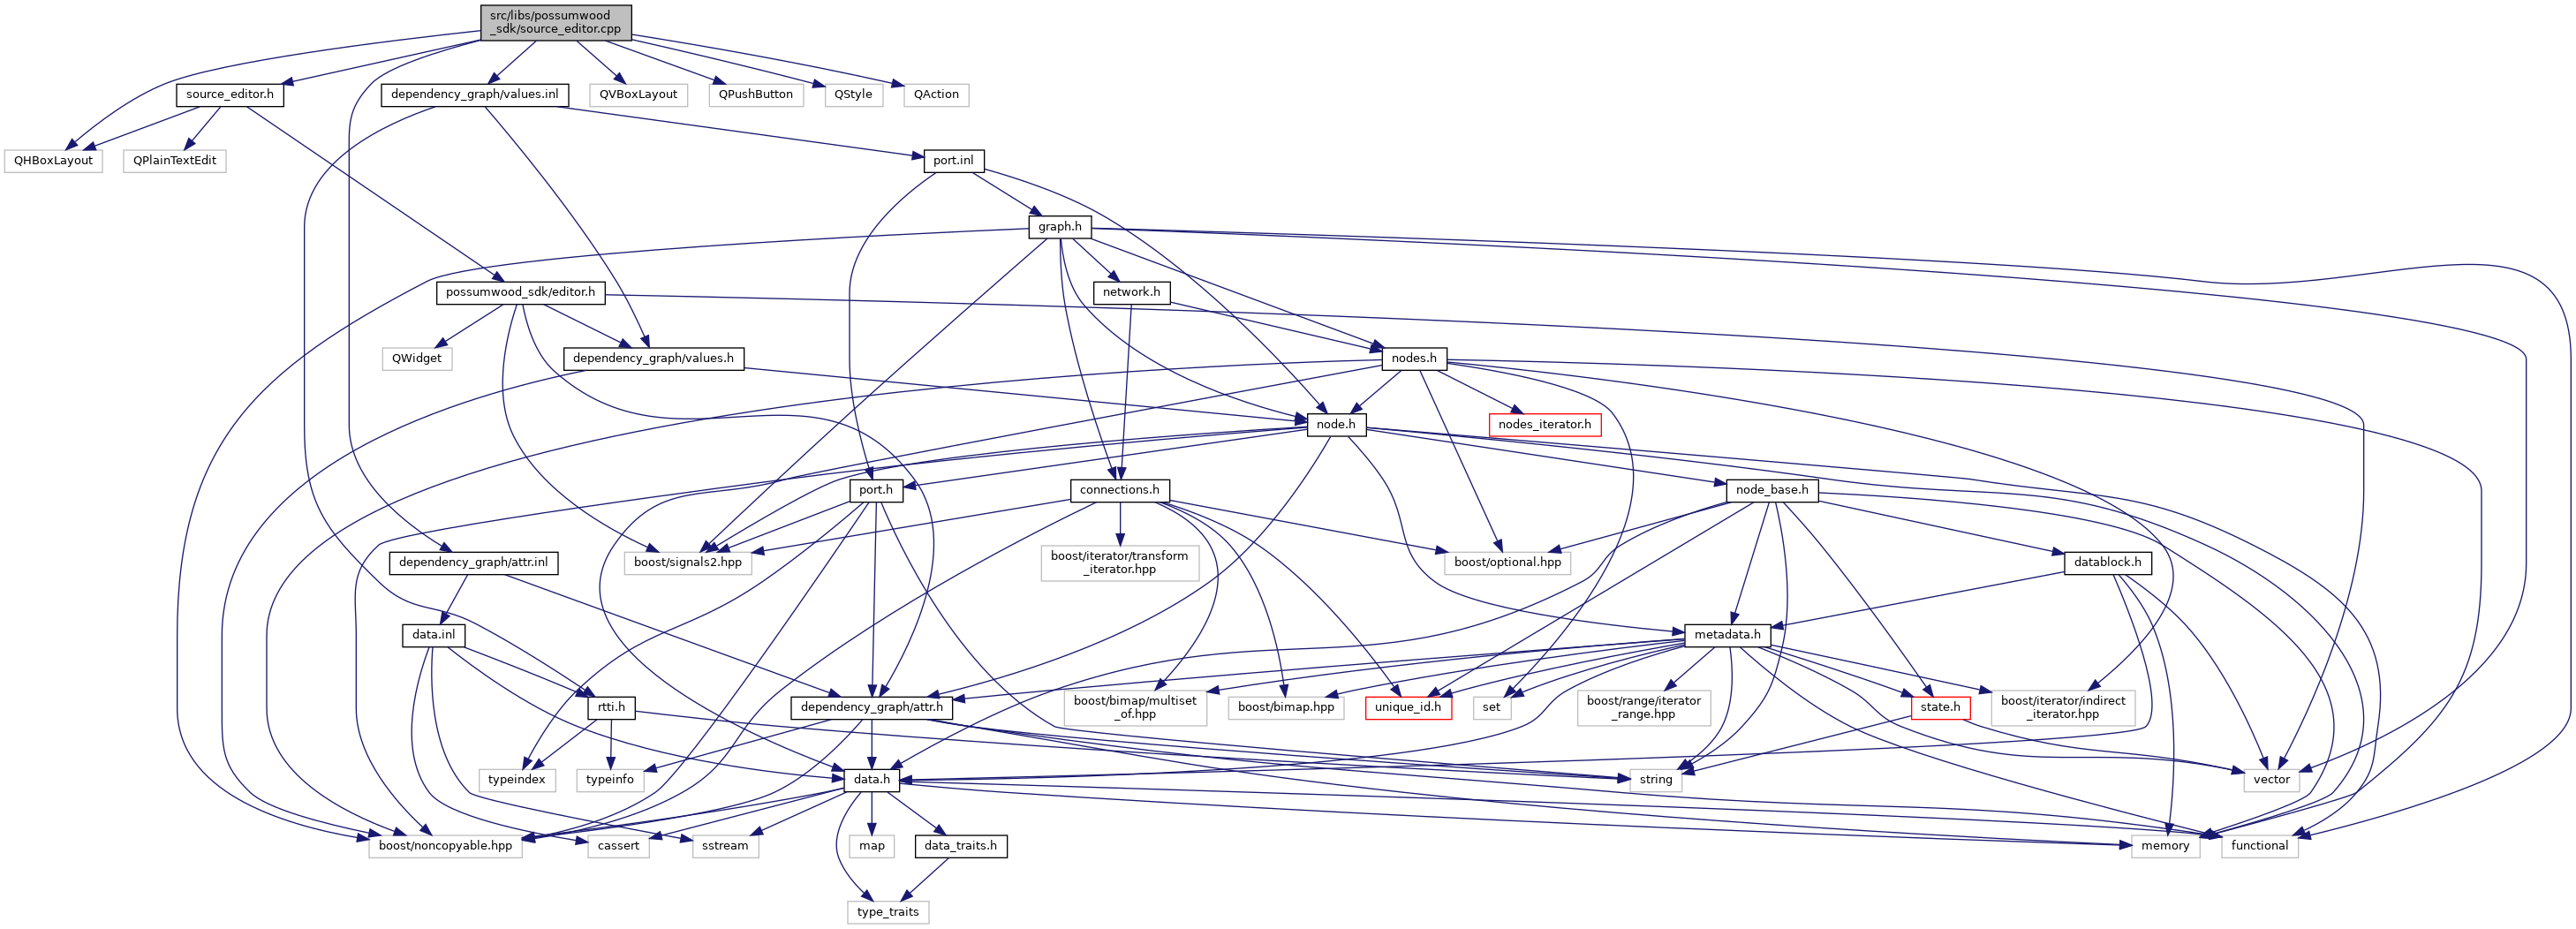 src/libs/possumwood
_sdk/source_editor.cpp
source_editor.h
dependency_graph/values.inl
QVBoxLayout
QPushButton
QStyle
QAction
QHBoxLayout
QPlainTextEdit
port.inl
graph.h
possumwood_sdk/editor.h
network.h
QWidget
dependency_graph/values.h
nodes.h
node.h
nodes_iterator.h
port.h
connections.h
node_base.h
dependency_graph/attr.inl
boost/signals2.hpp
boost/iterator/transform
_iterator.hpp
boost/optional.hpp
datablock.h
data.inl
metadata.h
rtti.h
dependency_graph/attr.h
boost/bimap/multiset
_of.hpp
boost/bimap.hpp
unique_id.h
set
boost/range/iterator
_range.hpp
state.h
boost/iterator/indirect
_iterator.hpp
typeindex
typeinfo
data.h
string
vector
boost/noncopyable.hpp
cassert
sstream
map
data_traits.h
memory
functional
type_traits